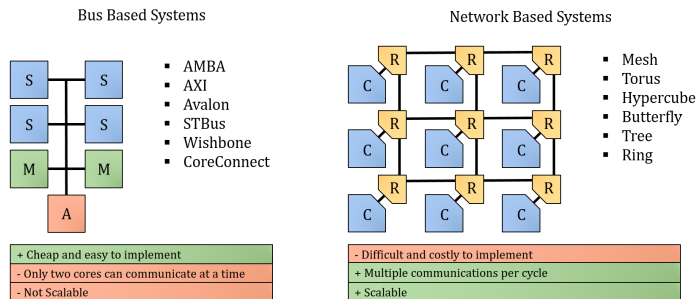 Bus Based Systems
S S
S S
M M
A
▪ AMBA
▪ AXI
▪ Avalon
▪ STBus
▪ Wishbone
▪ CoreConnect
+ Cheap and easy to implement
- Only two cores can communicate at a time
- Not Scalable
Network Based Systems
R R R
C C C
R R R
C C C
R R R
C C C
▪ Mesh
▪ Torus
▪ Hypercube
▪ Butterfly
▪ Tree
▪ Ring
- Difficult and costly to implement
+ Multiple communications per cycle
+ Scalable